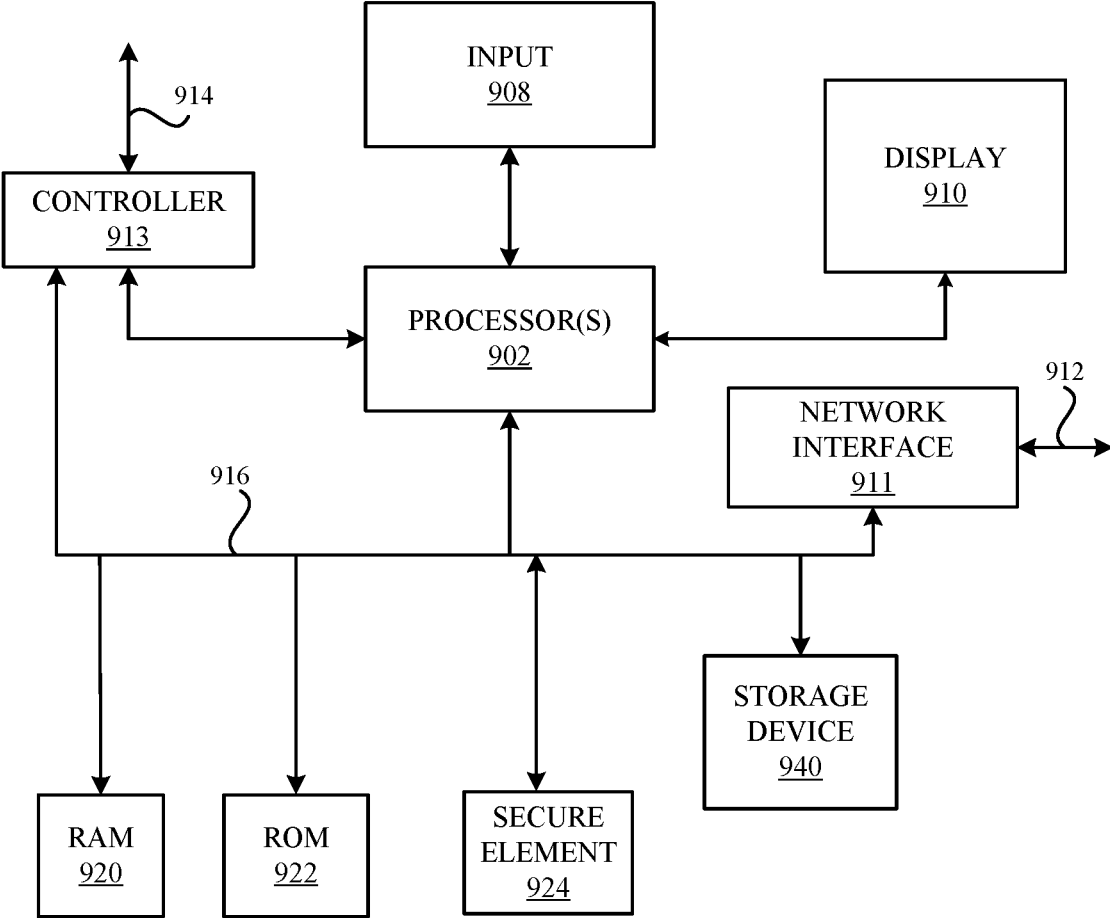 INPUT
908
914
DISPLAY
910
CONTROLLER
913
PROCESSOR(S)
902
912
NETWORK
INTERFACE
911
916
STORAGE
DEVICE
940
RAM
920
ROM
922
SECURE
ELEMENT
924